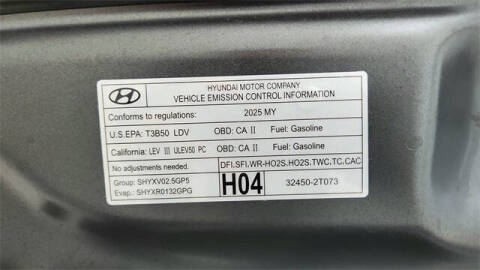 HYUNDAI MOTOR COMPANY
VEHICLE EMISSION CONTROL INFORMATION
Conforms to regulations: 2025 MY
U.S.EPA: T3B50 LDV OBD: CA II Fuel: Gasoline
California: LEV III ULEV50 PC OBD: CA II Fuel: Gasoline
No adjustments needed. DFI,SFI,WR-HO2S,HO2S,TWC,TC,CAC
Group: SHYXV02.5GP5
Evap.: SHYXR0132GPG
H04 32450-2T073